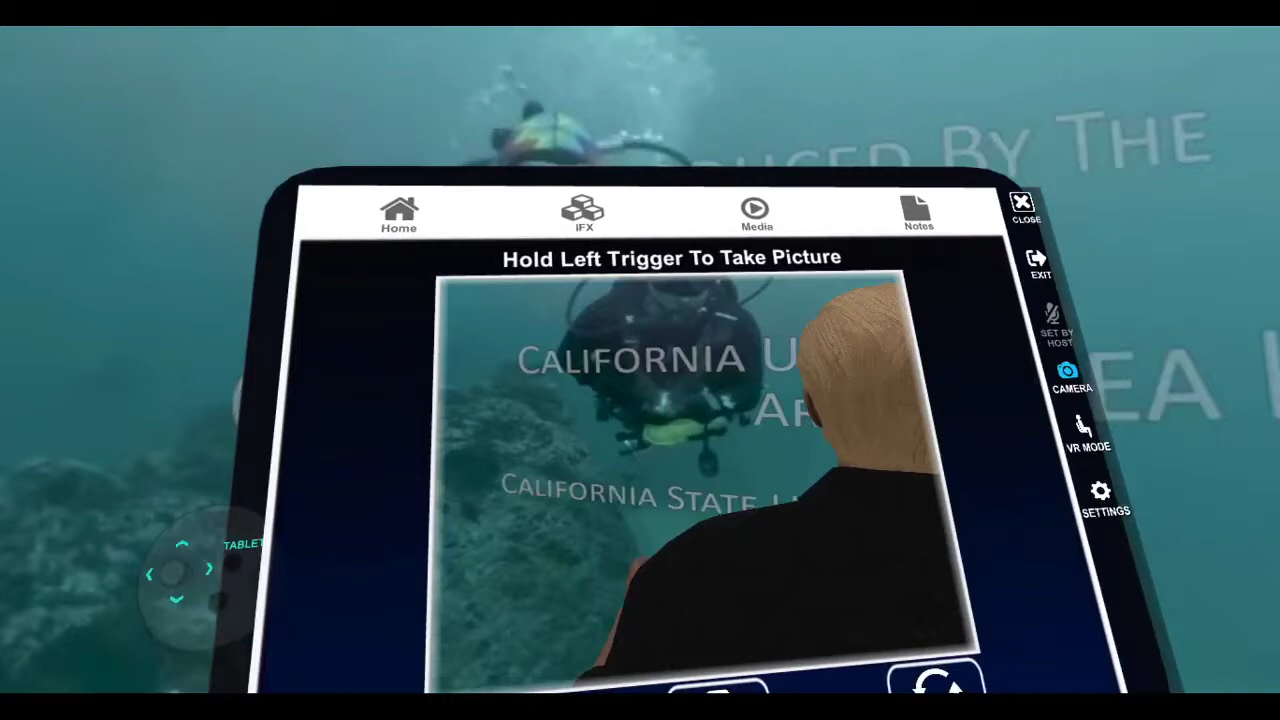 By The
Home
IFX
Media
Notes
CLOSE
Hold Left Trigger To Take Picture
EXIT
SET BY
HOST
California
CAMERA
VR MODE
California State
SETTINGS
TABLET